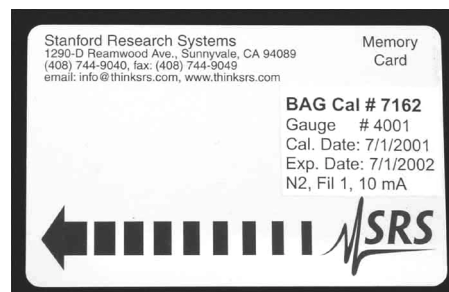 Stanford Research Systems
1290-D Reamwood Ave., Sunnyvale, CA 94089
(408) 744-9040, fax: (408) 744-9049
email: info@thinksrs.com, www.thinksrs.com
Memory
Card
BAG Cal # 7162
Gauge # 4001
Cal. Date: 7/1/2001
Exp. Date: 7/1/2002
N2, Fil 1, 10 mA
SRS